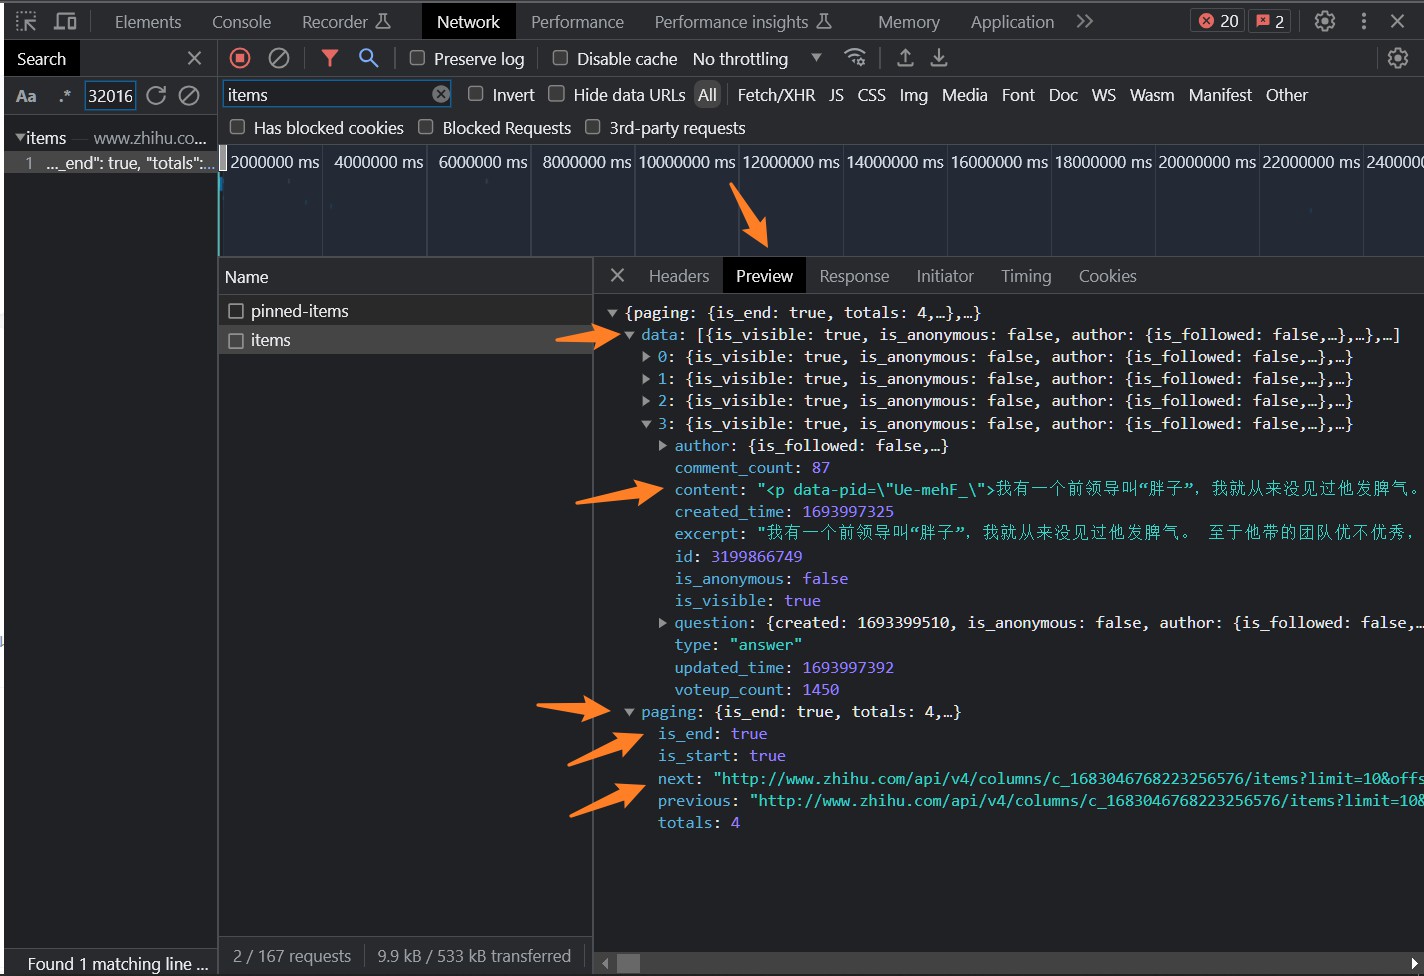 Elements Console Recorder Network Performance Performance insights Memory Application 20 2
Search
Preserve log Disable cache No throttling
Aa .* 32016
items Invert Hide data URLs All Fetch/XHR JS CSS Img Media Font Doc WS Wasm Manifest Other
Has blocked cookies Blocked Requests 3rd-party requests
items — www.zhihu.co...
1 ..._end": true, "totals":...
2000000 ms 4000000 ms 6000000 ms 8000000 ms 10000000 ms 12000000 ms 14000000 ms 16000000 ms 18000000 ms 20000000 ms 22000000 ms 240000
Name
pinned-items
items
Headers Preview Response Initiator Timing Cookies
{paging: {is_end: true, totals: 4,…},…}
data: [{is_visible: true, is_anonymous: false, author: {is_followed: false,…},…},…]
0: {is_visible: true, is_anonymous: false, author: {is_followed: false,…},…}
1: {is_visible: true, is_anonymous: false, author: {is_followed: false,…},…}
2: {is_visible: true, is_anonymous: false, author: {is_followed: false,…},…}
3: {is_visible: true, is_anonymous: false, author: {is_followed: false,…},…}
author: {is_followed: false,…}
comment_count: 87
content: "<p data-pid=\"Ue-mehF_\">我有一个前领导叫“胖子”，我就从来没见过他发脾气。
created_time: 1693997325
excerpt: "我有一个前领导叫“胖子”，我就从来没见过他发脾气。 至于他带的团队优不优秀，
id: 3199866749
is_anonymous: false
is_visible: true
question: {created: 1693399510, is_anonymous: false, author: {is_followed: false,…
type: "answer"
updated_time: 1693997392
voteup_count: 1450
paging: {is_end: true, totals: 4,…}
is_end: true
is_start: true
next: "http://www.zhihu.com/api/v4/columns/c_1683046768223256576/items?limit=10&offs
previous: "http://www.zhihu.com/api/v4/columns/c_1683046768223256576/items?limit=10&
totals: 4
2 / 167 requests 9.9 kB / 533 kB transferred
Found 1 matching line ...